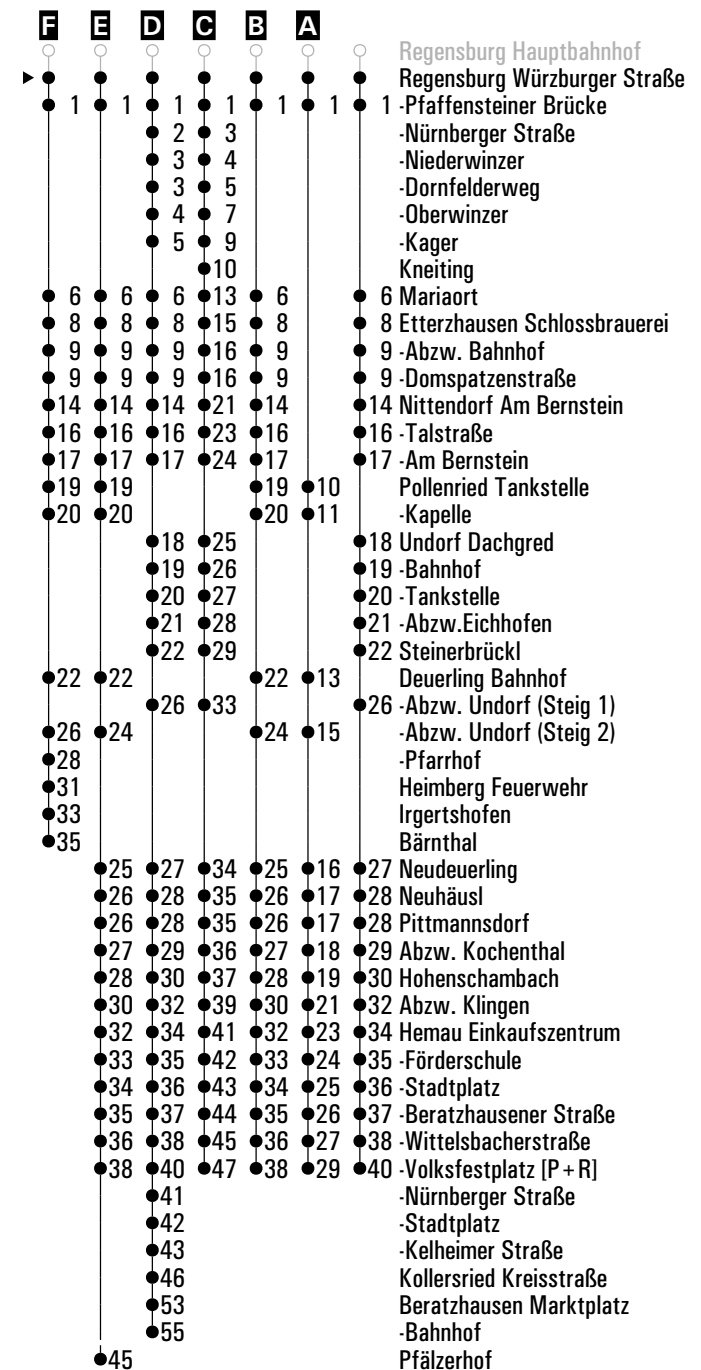 F E D C B A
Regensburg Hauptbahnhof
Regensburg Würzburger Straße
1 1 1 1 1 1 1 -Pfaffensteiner Brücke
2 3 -Nürnberger Straße
3 4 -Niederwinzer
3 5 -Dornfelderweg
4 7 -Oberwinzer
5 9 -Kager
10 Kneiting
6 6 6 13 6 6 Mariaort
8 8 8 15 8 8 Etterzhausen Schlossbrauerei
9 9 9 16 9 9 -Abzw. Bahnhof
9 9 9 16 9 9 -Domspatzenstraße
14 14 14 21 14 14 Nittendorf Am Bernstein
16 16 16 23 16 16 -Talstraße
17 17 17 24 17 17 -Am Bernstein
19 19 19 10 Pollenried Tankstelle
20 20 20 11 -Kapelle
18 25 18 Undorf Dachgred
19 26 19 -Bahnhof
20 27 20 -Tankstelle
21 28 21 -Abzw.Eichhofen
22 29 22 Steinerbrückl
22 22 22 13 Deuerling Bahnhof
26 33 26 -Abzw. Undorf (Steig 1)
26 24 24 15 -Abzw. Undorf (Steig 2)
28 -Pfarrhof
31 Heimberg Feuerwehr
33 Irgertshofen
35 Bärnthal
25 27 34 25 16 27 Neudeuerling
26 28 35 26 17 28 Neuhäusl
26 28 35 26 17 28 Pittmannsdorf
27 29 36 27 18 29 Abzw. Kochenthal
28 30 37 28 19 30 Hohenschambach
30 32 39 30 21 32 Abzw. Klingen
32 34 41 32 23 34 Hemau Einkaufszentrum
33 35 42 33 24 35 -Förderschule
34 36 43 34 25 36 -Stadtplatz
35 37 44 35 26 37 -Beratzhausener Straße
36 38 45 36 27 38 -Wittelsbacherstraße
38 40 47 38 29 40 -Volksfestplatz [P+R]
41 -Nürnberger Straße
42 -Stadtplatz
43 -Kelheimer Straße
46 Kollersried Kreisstraße
53 Beratzhausen Marktplatz
55 -Bahnhof
45 Pfälzerhof